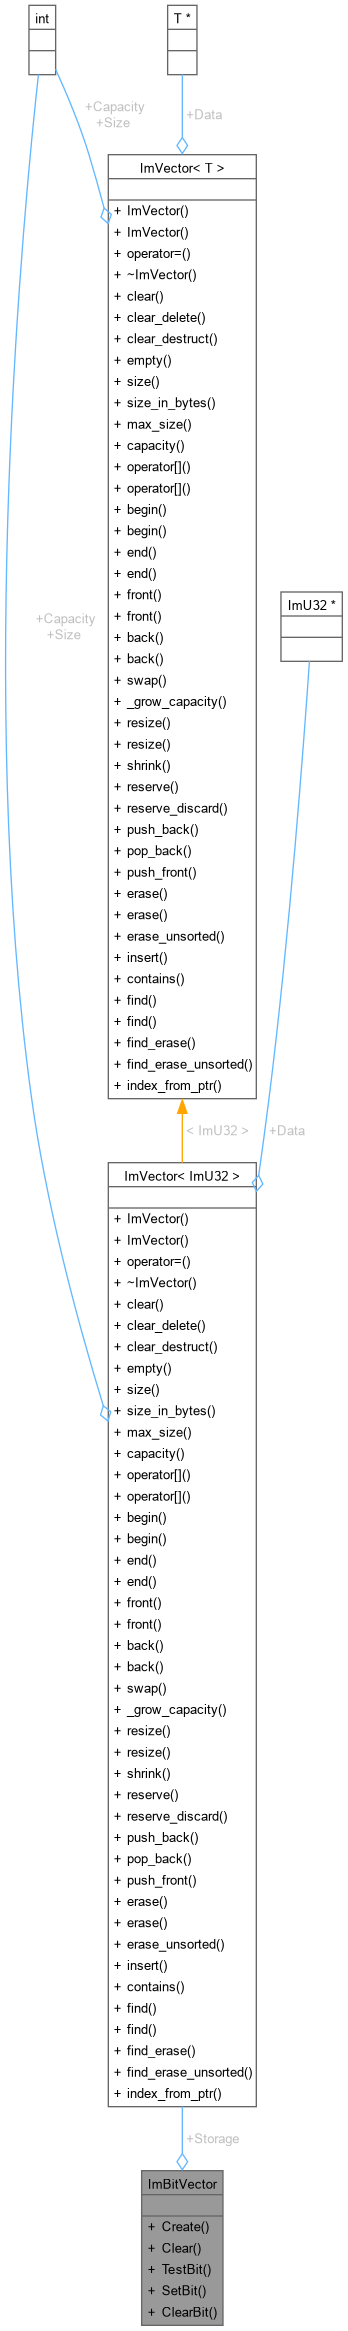 int
T *
+Capacity
+Size
+Data
ImVector< T >
+ ImVector()
+ ImVector()
+ operator=()
+ ~ImVector()
+ clear()
+ clear_delete()
+ clear_destruct()
+ empty()
+ size()
+ size_in_bytes()
+ max_size()
+ capacity()
+ operator[]()
+ operator[]()
+ begin()
+ begin()
+ end()
+ end()
+ front()
+ front()
+ back()
+ back()
+ swap()
+ _grow_capacity()
+ resize()
+ resize()
+ shrink()
+ reserve()
+ reserve_discard()
+ push_back()
+ pop_back()
+ push_front()
+ erase()
+ erase()
+ erase_unsorted()
+ insert()
+ contains()
+ find()
+ find()
+ find_erase()
+ find_erase_unsorted()
+ index_from_ptr()
+Capacity
+Size
ImU32 *
< ImU32 >
+Data
ImVector< ImU32 >
+ ImVector()
+ ImVector()
+ operator=()
+ ~ImVector()
+ clear()
+ clear_delete()
+ clear_destruct()
+ empty()
+ size()
+ size_in_bytes()
+ max_size()
+ capacity()
+ operator[]()
+ operator[]()
+ begin()
+ begin()
+ end()
+ end()
+ front()
+ front()
+ back()
+ back()
+ swap()
+ _grow_capacity()
+ resize()
+ resize()
+ shrink()
+ reserve()
+ reserve_discard()
+ push_back()
+ pop_back()
+ push_front()
+ erase()
+ erase()
+ erase_unsorted()
+ insert()
+ contains()
+ find()
+ find()
+ find_erase()
+ find_erase_unsorted()
+ index_from_ptr()
+Storage
ImBitVector
+ Create()
+ Clear()
+ TestBit()
+ SetBit()
+ ClearBit()